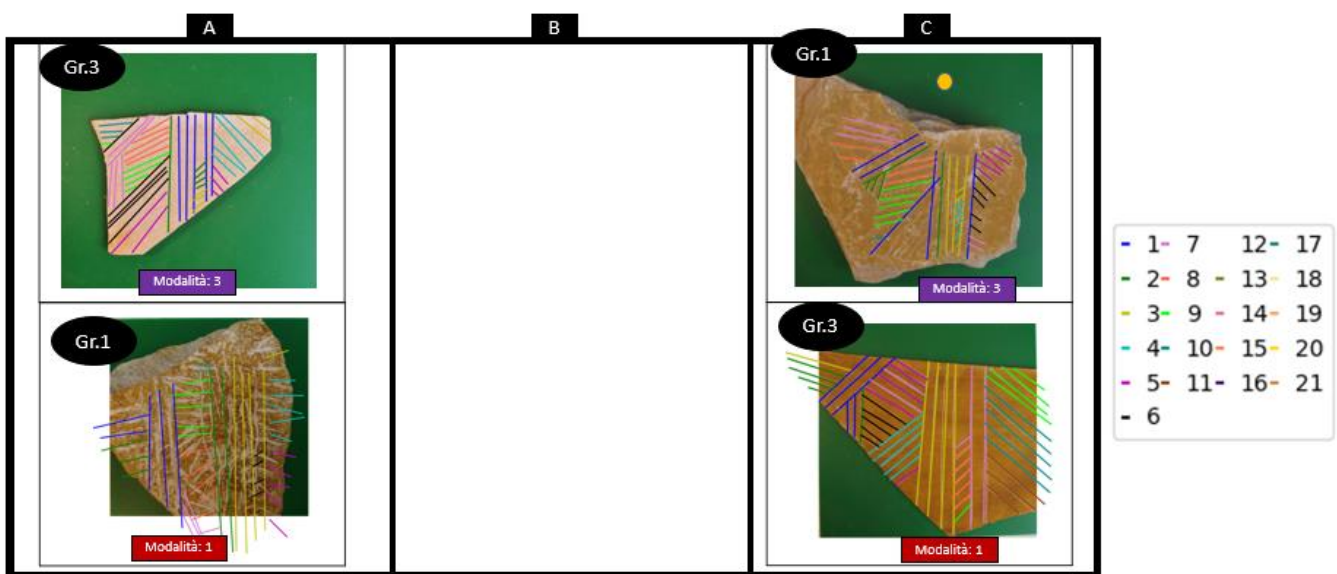 A
B
C
Gr.3
Modalità: 3
Gr.1
Modalità: 1
Gr.1
Modalità: 3
Gr.3
Modalità: 1
1 7 12 17
2 8 13 18
3 9 14 19
4 10 15 20
5 11 16 21
6